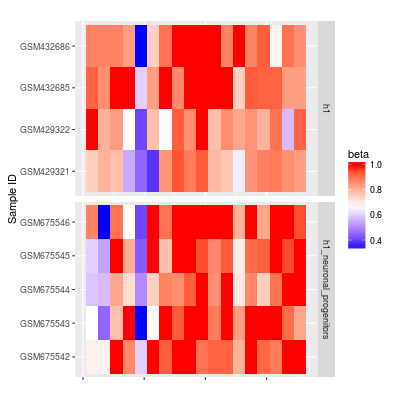 Sample ID
GSM432686
GSM432685
GSM429322
GSM429321
h1
GSM675546
GSM675545
GSM675544
GSM675543
GSM675542
h1_neuronal_progenitors
beta
1.0
0.8
0.6
0.4